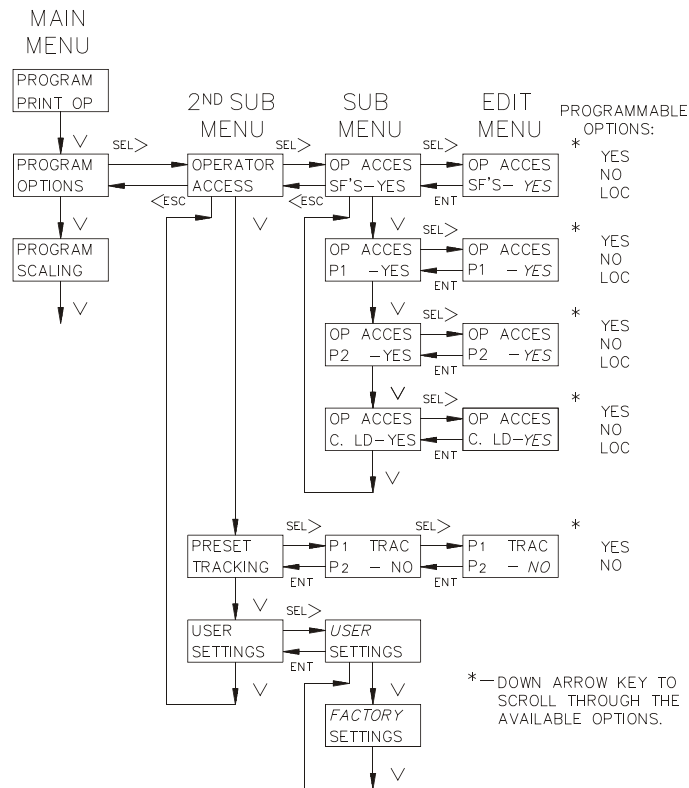 MAIN
MENU
PROGRAM
PRINT OP
2ND SUB
MENU
SUB
MENU
EDIT
MENU
PROGRAMMABLE
OPTIONS:
SEL>
SEL>
SEL>
PROGRAM
OPTIONS
OPERATOR
ACCESS
OP ACCES
SF'S-YES
OP ACCES
SF'S- YES
*
YES
NO
LOC
<ESC
<ESC
ENT
PROGRAM
SCALING
SEL>
OP ACCES
P1 -YES
OP ACCES
P1 - YES
ENT
*
YES
NO
LOC
SEL>
OP ACCES
P2 -YES
OP ACCES
P2 - YES
ENT
*
YES
NO
LOC
SEL>
OP ACCES
C. LD-YES
OP ACCES
C. LD-YES
ENT
*
YES
NO
LOC
SEL>
SEL>
PRESET
TRACKING
P1 TRAC
P2 - NO
P1 TRAC
P2 - NO
ENT
ENT
*
YES
NO
SEL>
USER
SETTINGS
USER
SETTINGS
ENT
FACTORY
SETTINGS
*-DOWN ARROW KEY TO
SCROLL THROUGH THE
AVAILABLE OPTIONS.